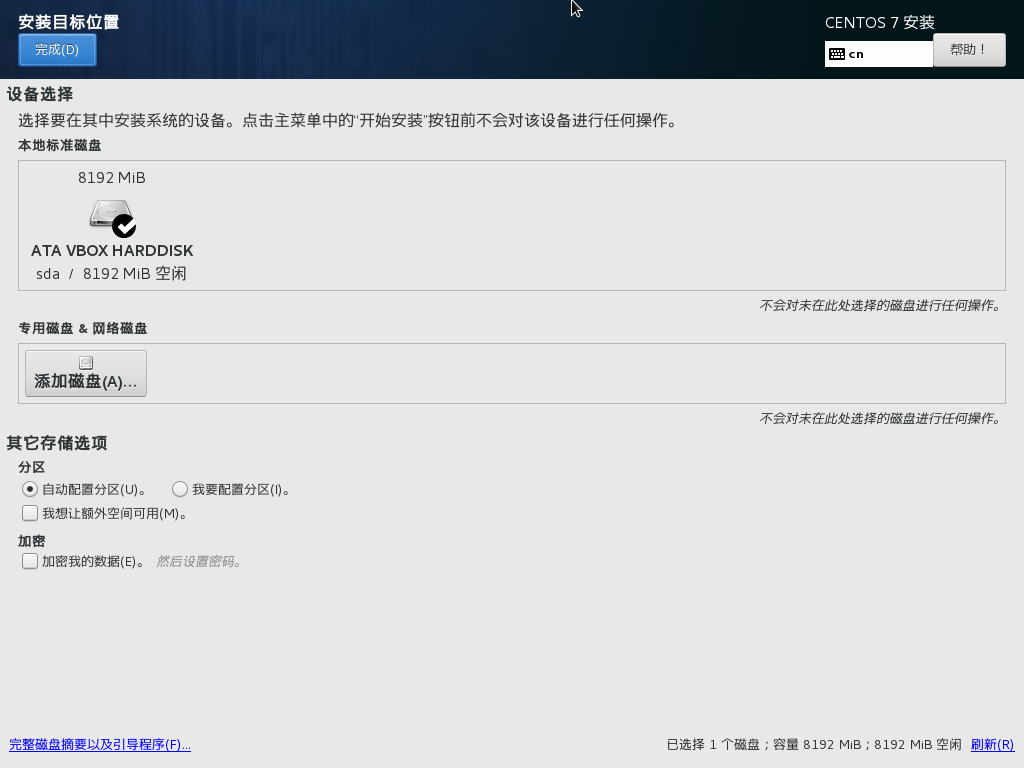 安装目标位置
CENTOS 7 安装
完成(D)
cn
帮助！
设备选择
选择要在其中安装系统的设备。点击主菜单中的“开始安装”按钮前不会对该设备进行任何操作。
本地标准磁盘
8192 MiB
ATA VBOX HARDDISK
sda / 8192 MiB 空闲
不会对未在此处选择的磁盘进行任何操作。
专用磁盘 & 网络磁盘
添加磁盘(A)...
不会对未在此处选择的磁盘进行任何操作。
其它存储选项
分区
自动配置分区(U)。 我要配置分区(I)。
我想让额外空间可用(M)。
加密
加密我的数据(E)。 然后设置密码。
完整磁盘摘要以及引导程序(F)... 已选择 1 个磁盘；容量 8192 MiB；8192 MiB 空闲 刷新(R)